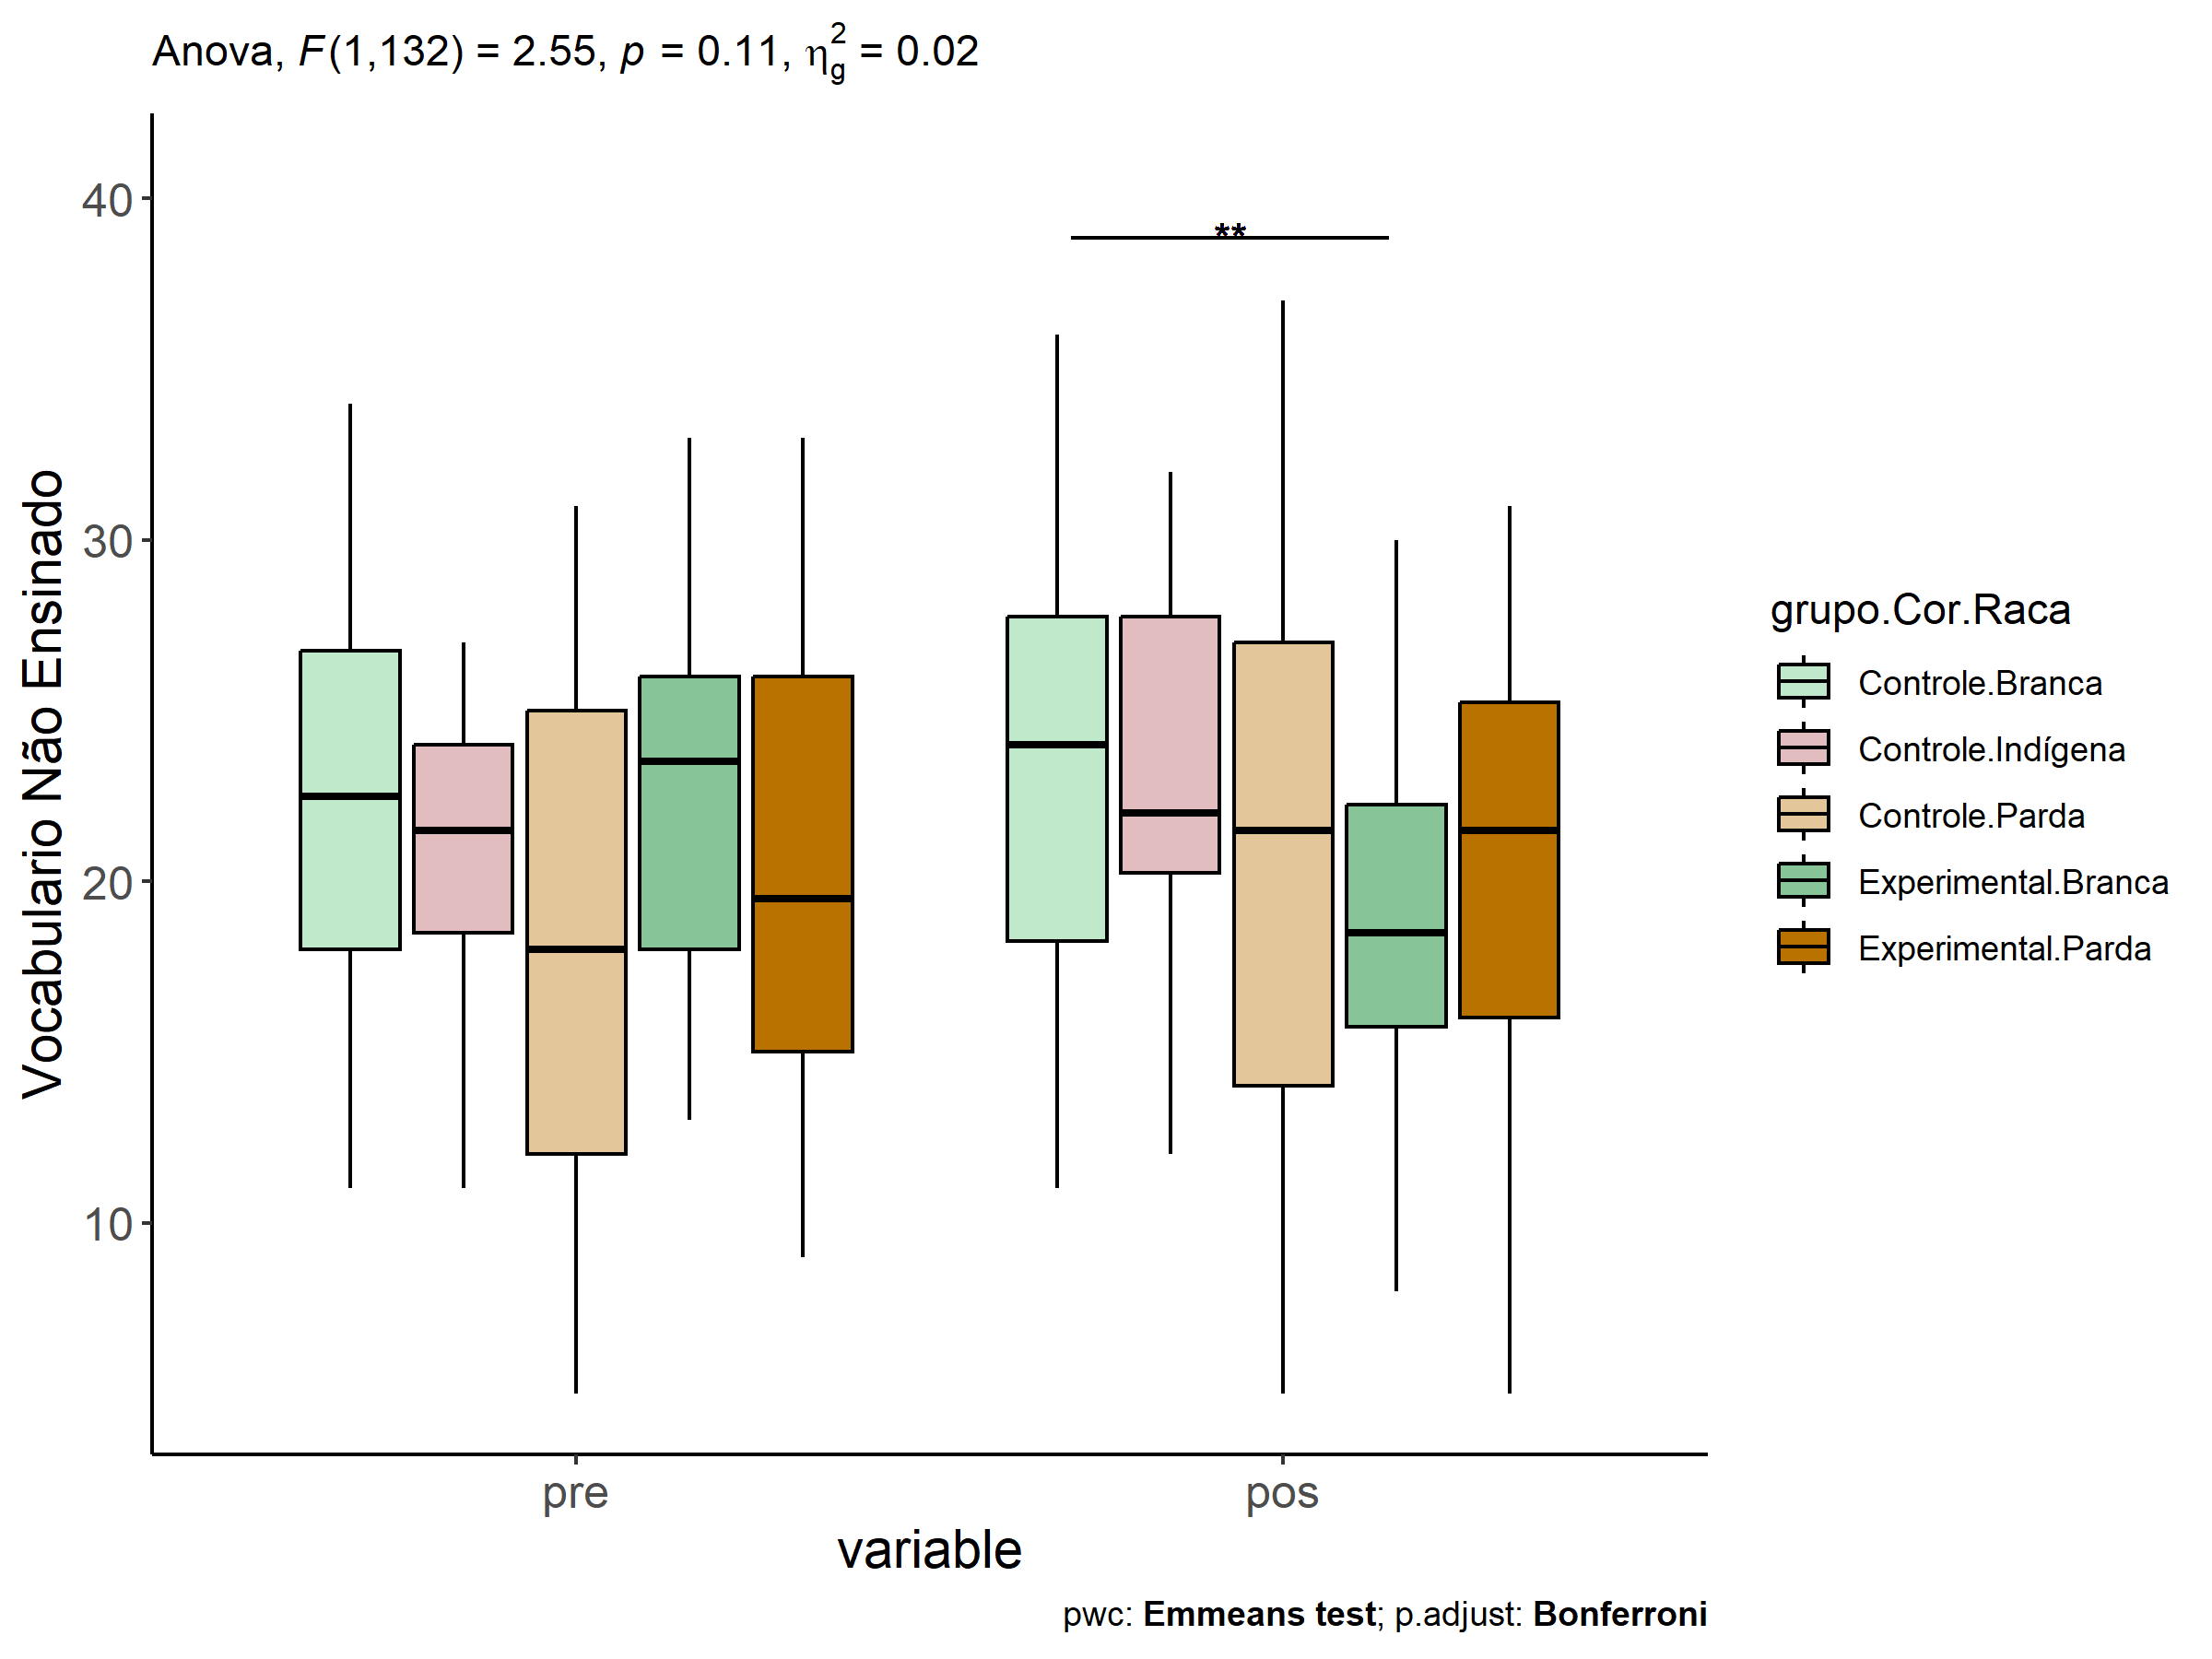 Anova, F(1,132) = 2.55, p = 0.11, η²g = 0.02
**
40
30
20
10
Vocabulario Não Ensinado
pre
pos
variable
grupo.Cor.Raca
Controle.Branca
Controle.Indígena
Controle.Parda
Experimental.Branca
Experimental.Parda
pwc: Emmeans test; p.adjust: Bonferroni